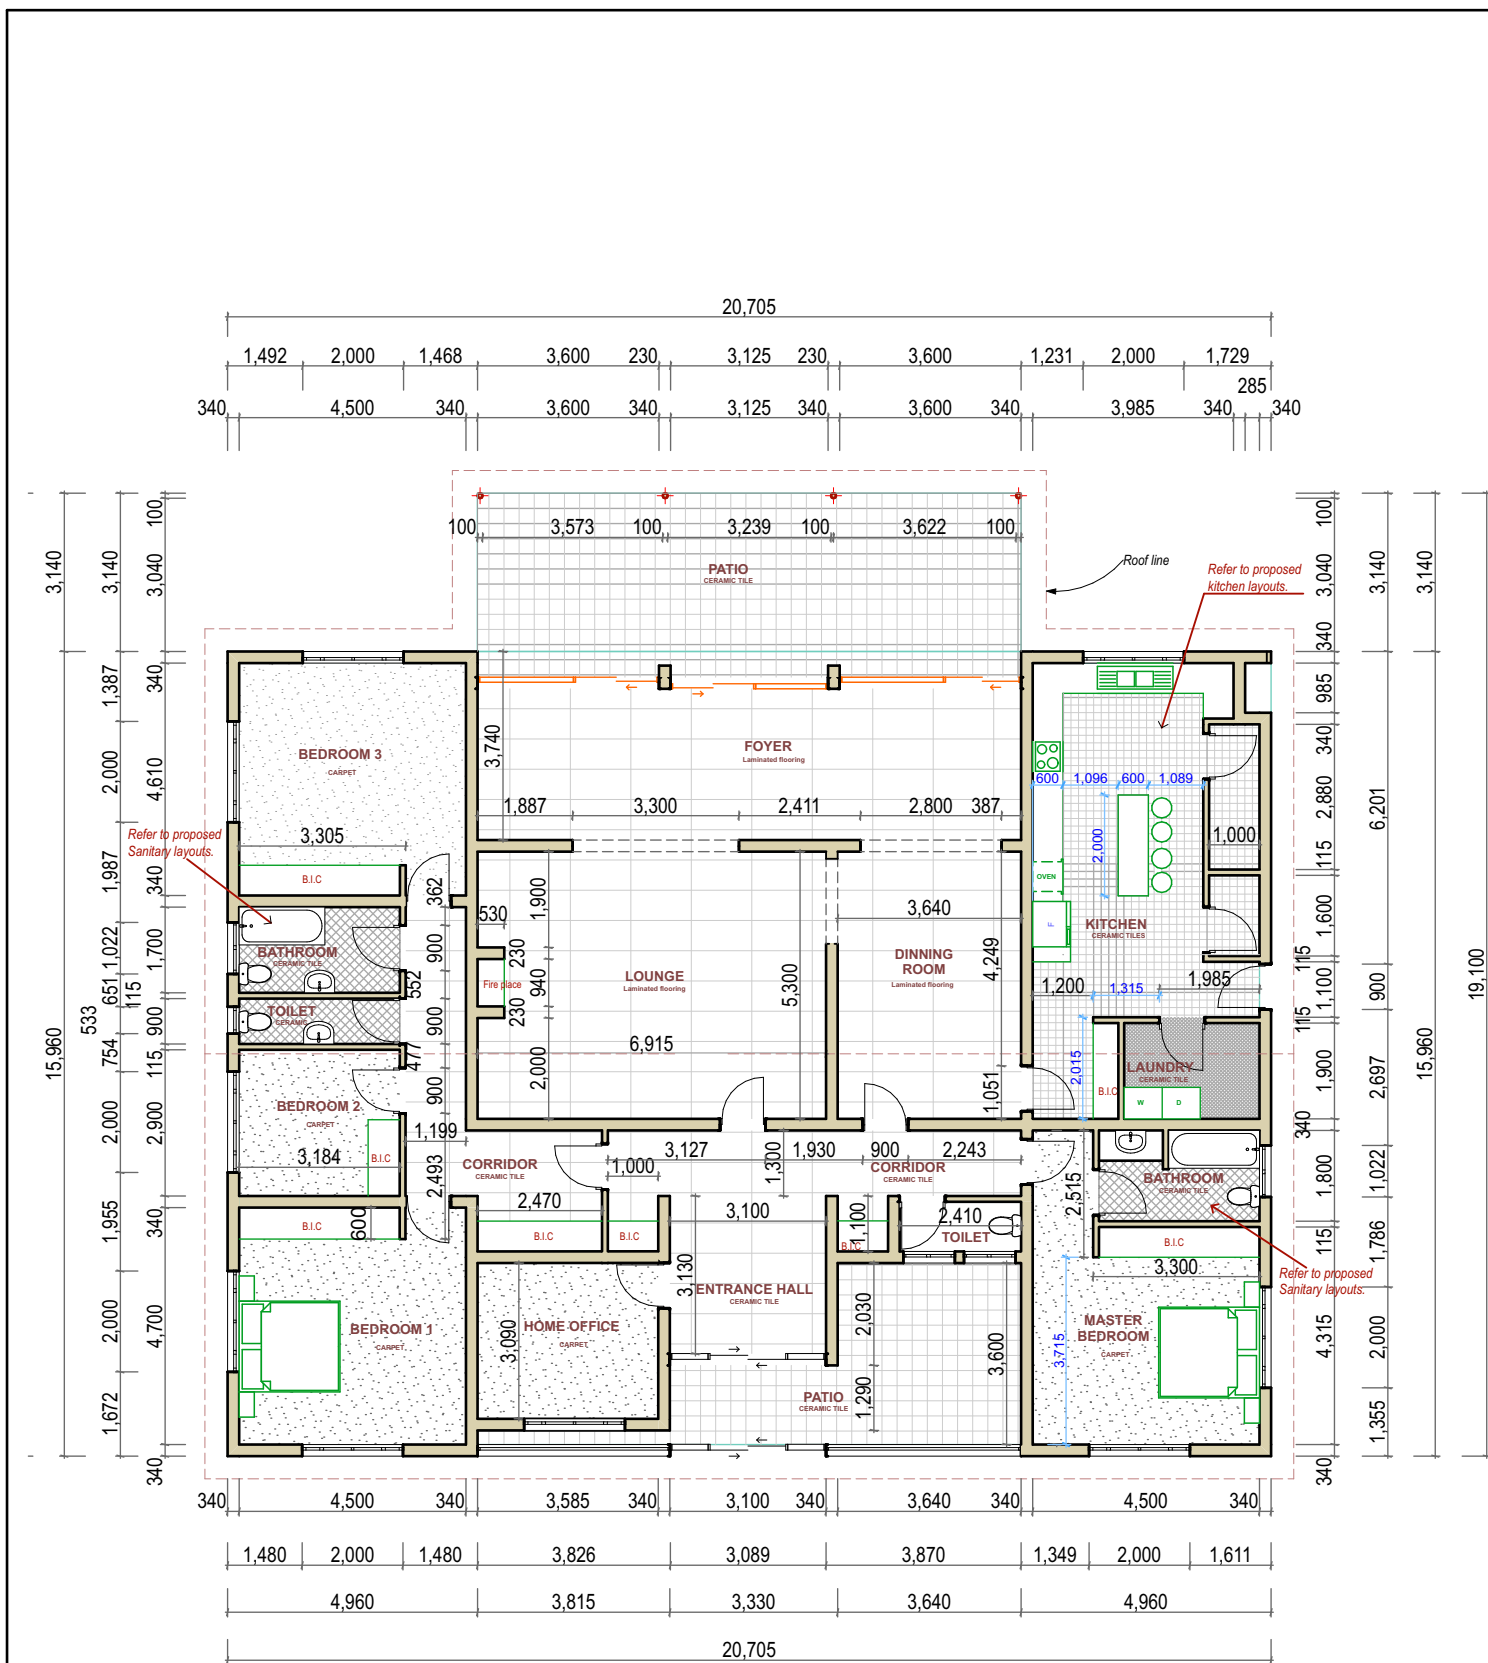 20,705
1,492 2,000 1,468 3,600 230 3,125 230 3,600 1,231 2,000 1,729
285
340 4,500 340 3,600 340 3,125 340 3,600 340 3,985 340 340
100 3,573 100 3,239 100 3,622 100
PATIO
CERAMIC TILE
Roof line
Refer to proposed
kitchen layouts.
3,140
15,960
533
3,140
1,387
2,000
1,987
1,022
651
754
2,000
1,955
2,000
1,672
100
3,040
340
4,610
340
1,700
115
900
115
2,900
340
4,700
340
BEDROOM 3
CARPET
3,305
B.I.C
362
Refer to proposed
Sanitary layouts.
BATHROOM
CERAMIC TILE
900
552
TOILET
CERAMIC
900
477
BEDROOM 2
CARPET
900
3,184
B.I.C
1,199
2,493
B.I.C
600
BEDROOM 1
CARPET
3,740
FOYER
Laminated flooring
1,887 3,300 2,411 2,800 387
1,900
530
230
Fire place
940
230
2,000
LOUNGE
Laminated flooring
5,300
6,915
3,640
DINNING
ROOM
Laminated flooring
4,249
1,051
600 1,096 600 1,089
2,000
1,000
OVEN
F
KITCHEN
CERAMIC TILES
1,200 1,315 1,985
2,015
B.I.C
LAUNDRY
CERAMIC TILE
W D
CORRIDOR
CERAMIC TILE
3,127 1,300 1,930 900 2,243
1,000
CORRIDOR
CERAMIC TILE
2,470
B.I.C
B.I.C
3,100
3,130
1,100
B.I.C
2,410
TOILET
ENTRANCE HALL
CERAMIC TILE
HOME OFFICE
CARPET
3,090
2,030
3,600
1,290
PATIO
CERAMIC TILE
2,515
BATHROOM
CERAMIC TILE
B.I.C
3,300
Refer to proposed
Sanitary layouts.
MASTER
BEDROOM
CARPET
3,715
100
3,040
340
985
340
2,880
115
1,600
115
1,100
115
1,900
340
1,800
115
4,315
340
3,140
6,201
900
2,697
1,022
1,786
2,000
1,355
3,140
15,960
19,100
340 4,500 340 3,585 340 3,100 340 3,640 340 4,500 340
1,480 2,000 1,480 3,826 3,089 3,870 1,349 2,000 1,611
4,960 3,815 3,330 3,640 4,960
20,705